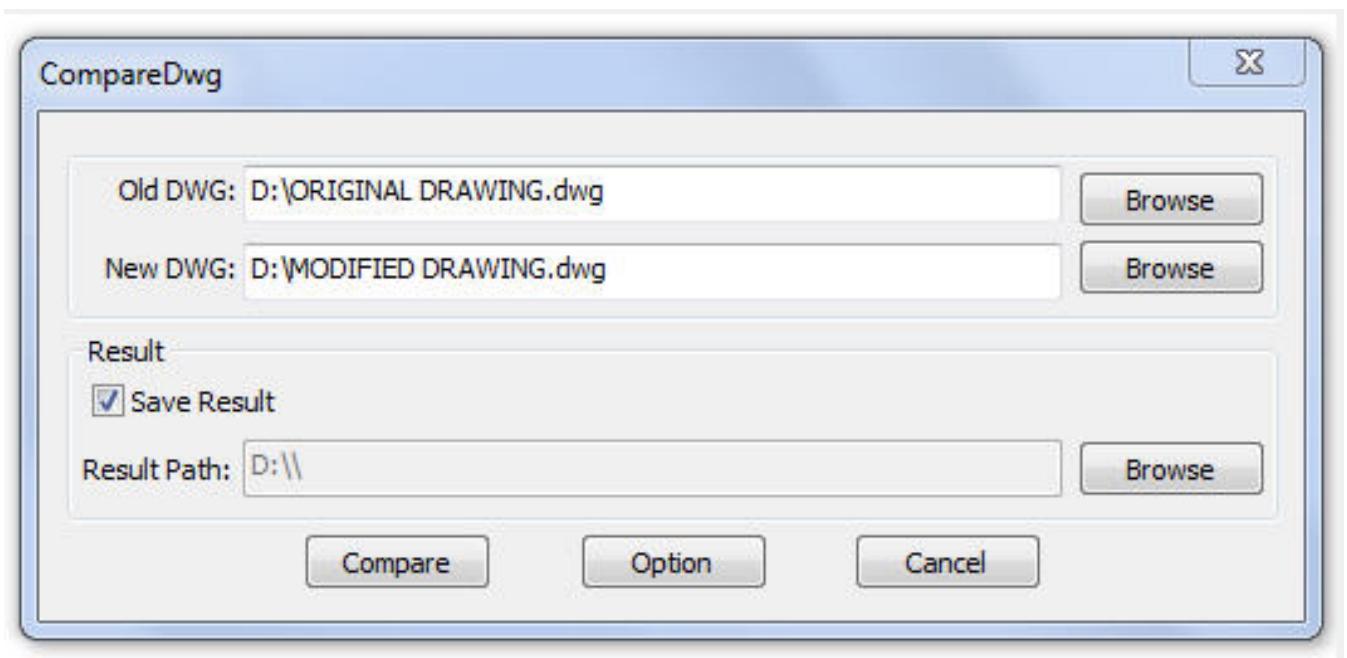 CompareDwg
Old DWG: D:\ORIGINAL DRAWING.dwg Browse
New DWG: D:\MODIFIED DRAWING.dwg Browse
Result
Save Result
Result Path: D:\\ Browse
Compare Option Cancel